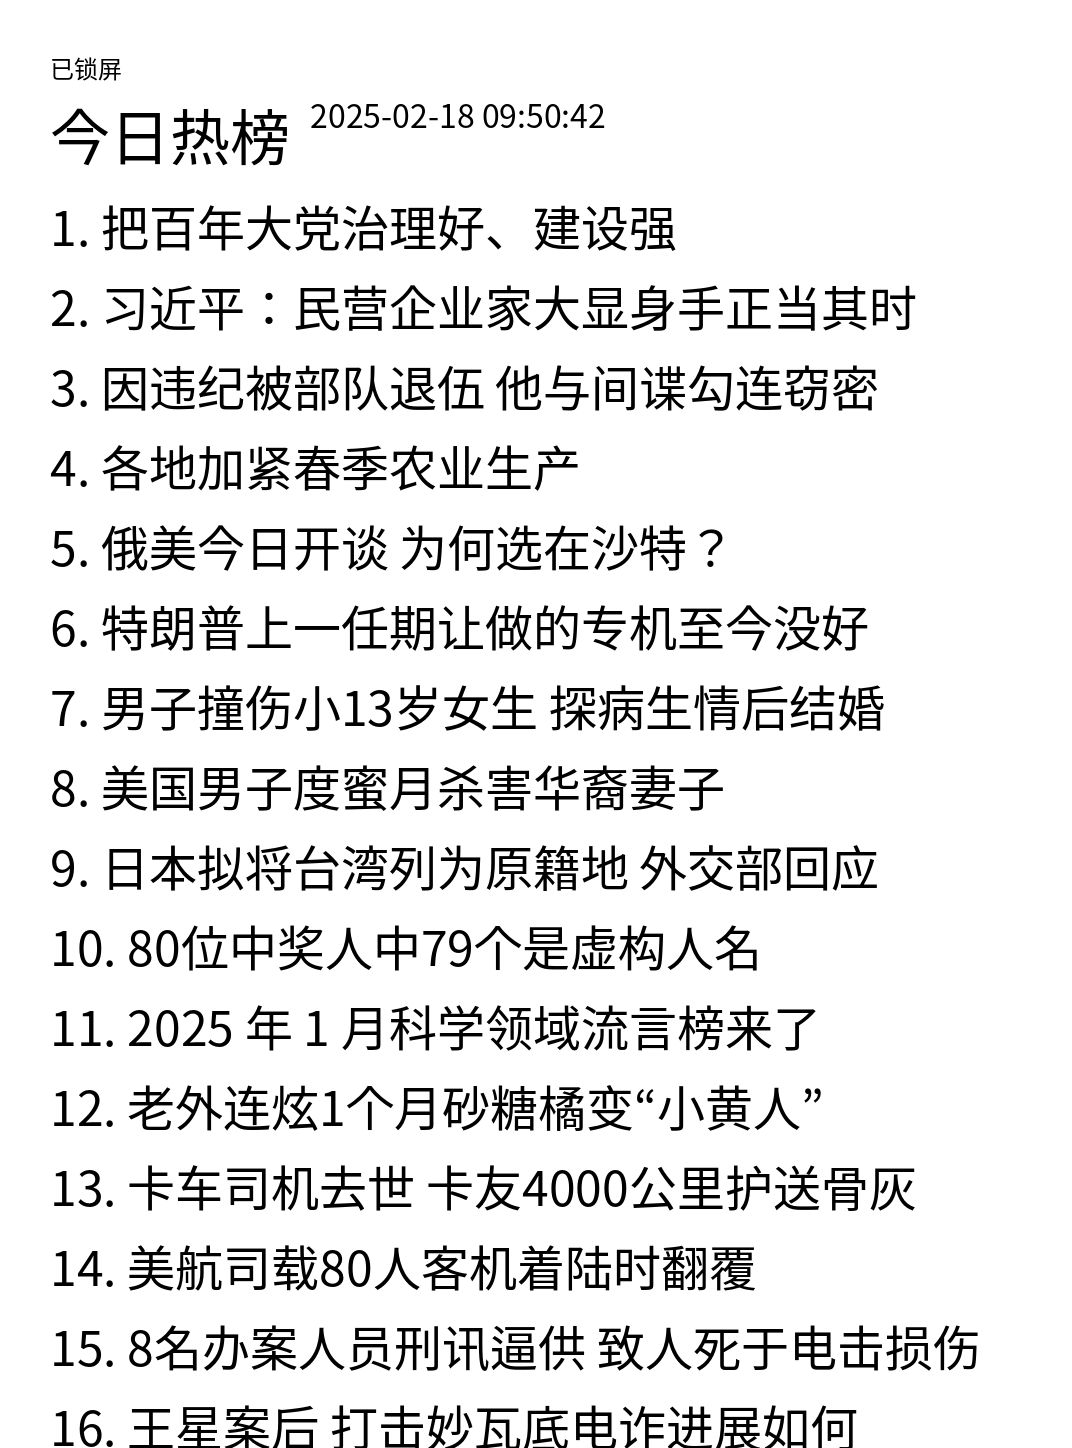 已锁屏
今日热榜 2025-02-18 09:50:42
1. 把百年大党治理好、建设强
2. 习近平：民营企业家大显身手正当其时
3. 因违纪被部队退伍 他与间谍勾连窃密
4. 各地加紧春季农业生产
5. 俄美今日开谈 为何选在沙特？
6. 特朗普上一任期让做的专机至今没好
7. 男子撞伤小13岁女生 探病生情后结婚
8. 美国男子度蜜月杀害华裔妻子
9. 日本拟将台湾列为原籍地 外交部回应
10. 80位中奖人中79个是虚构人名
11. 2025 年 1 月科学领域流言榜来了
12. 老外连炫1个月砂糖橘变“小黄人”
13. 卡车司机去世 卡友4000公里护送骨灰
14. 美航司载80人客机着陆时翻覆
15. 8名办案人员刑讯逼供 致人死于电击损伤
16. 王星案后 打击妙瓦底电诈进展如何